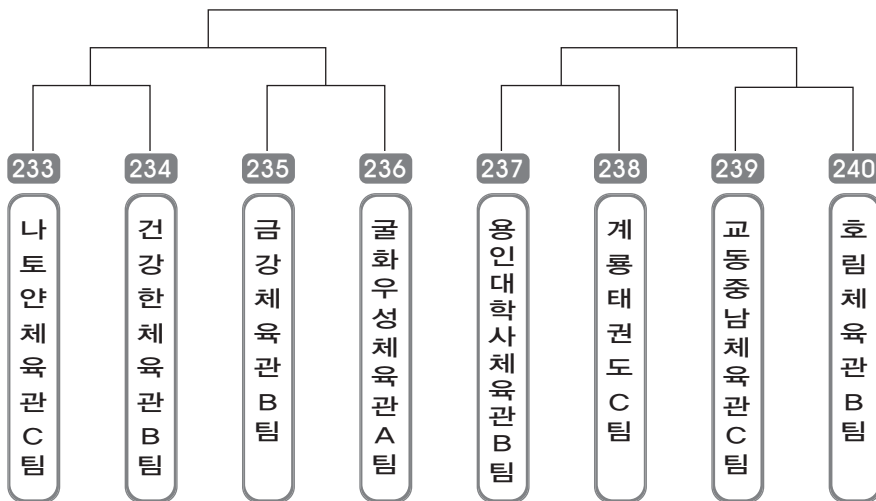 233
234
235
236
237
238
239
240
나토얀체육관C팀
건강한체육관B팀
금강체육관B팀
굴화우성체육관A팀
용인대학사체육관B팀
계룡태권도C팀
교동중남체육관C팀
호림체육관B팀